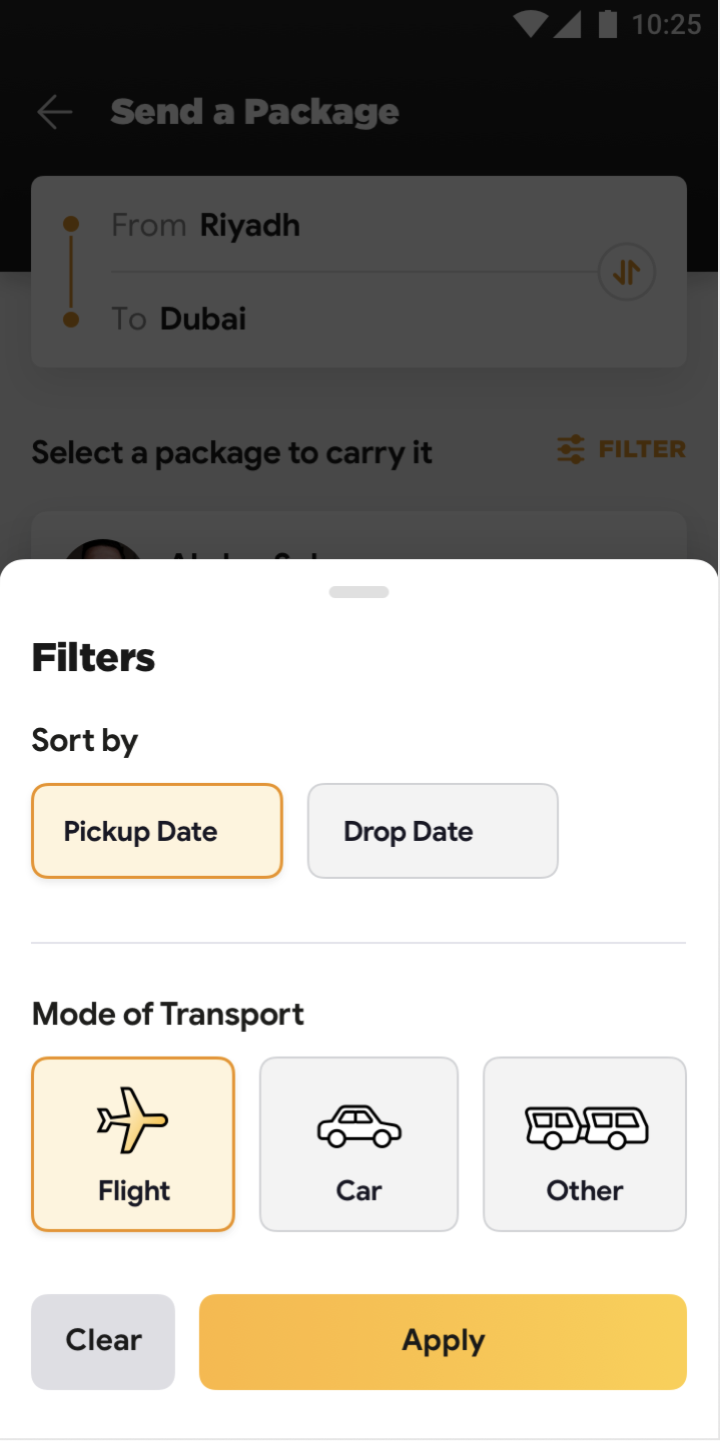 10:25
Send a Package
From Riyadh
To Dubai
Select a package to carry it
FILTER
Filters
Sort by
Pickup Date
Drop Date
Mode of Transport
Flight
Car
Other
Clear
Apply